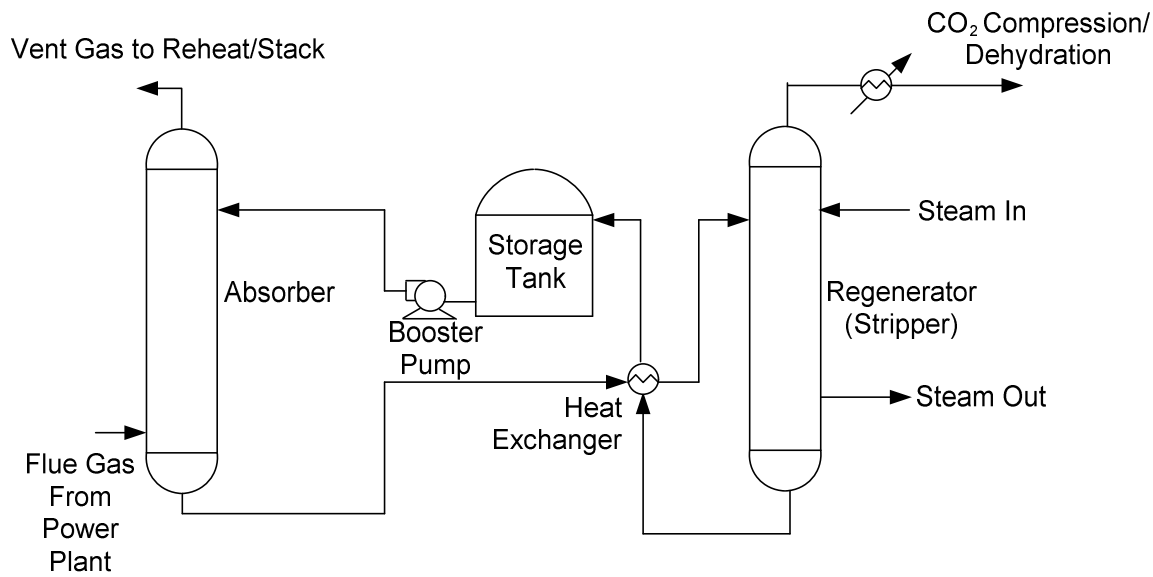 CO₂ Compression/
Dehydration
Vent Gas to Reheat/Stack
Steam In
Storage
Tank
Absorber
Regenerator
(Stripper)
Booster
Pump
Heat
Exchanger
Steam Out
Flue Gas
From
Power
Plant